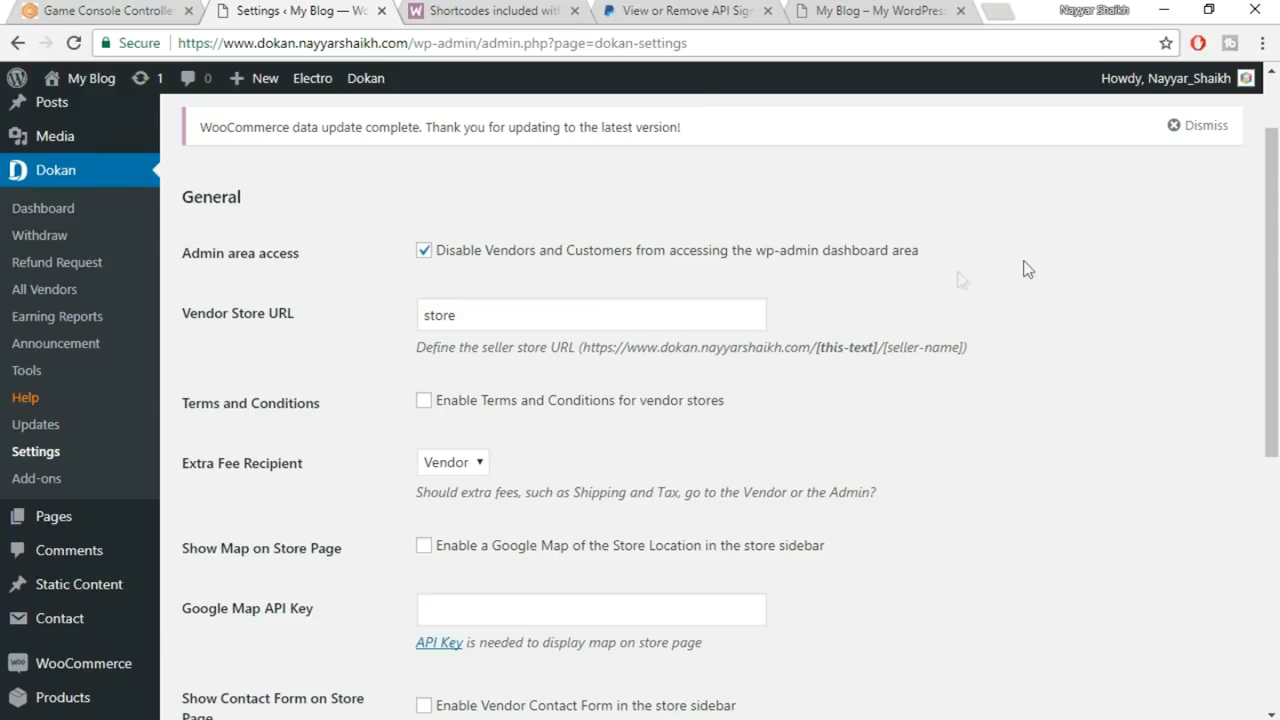 Game Console Controller
Settings ‹ My Blog — Wo
Shortcodes included with
View or Remove API Sig
My Blog – My WordPres
Nayyar Shaikh
Secure
https://www.dokan.nayyarshaikh.com/wp-admin/admin.php?page=dokan-settings
My Blog
1
0
New
Electro
Dokan
Howdy, Nayyar_Shaikh
Posts
Media
Dokan
Dashboard
Withdraw
Refund Request
All Vendors
Earning Reports
Announcement
Tools
Help
Updates
Settings
Add-ons
Pages
Comments
Static Content
Contact
WooCommerce
Products
WooCommerce data update complete. Thank you for updating to the latest version!
Dismiss
General
Admin area access
Disable Vendors and Customers from accessing the wp-admin dashboard area
Vendor Store URL
store
Define the seller store URL (https://www.dokan.nayyarshaikh.com/[this-text]/[seller-name])
Terms and Conditions
Enable Terms and Conditions for vendor stores
Extra Fee Recipient
Vendor
Should extra fees, such as Shipping and Tax, go to the Vendor or the Admin?
Show Map on Store Page
Enable a Google Map of the Store Location in the store sidebar
Google Map API Key
API Key is needed to display map on store page
Show Contact Form on Store
Page
Enable Vendor Contact Form in the store sidebar